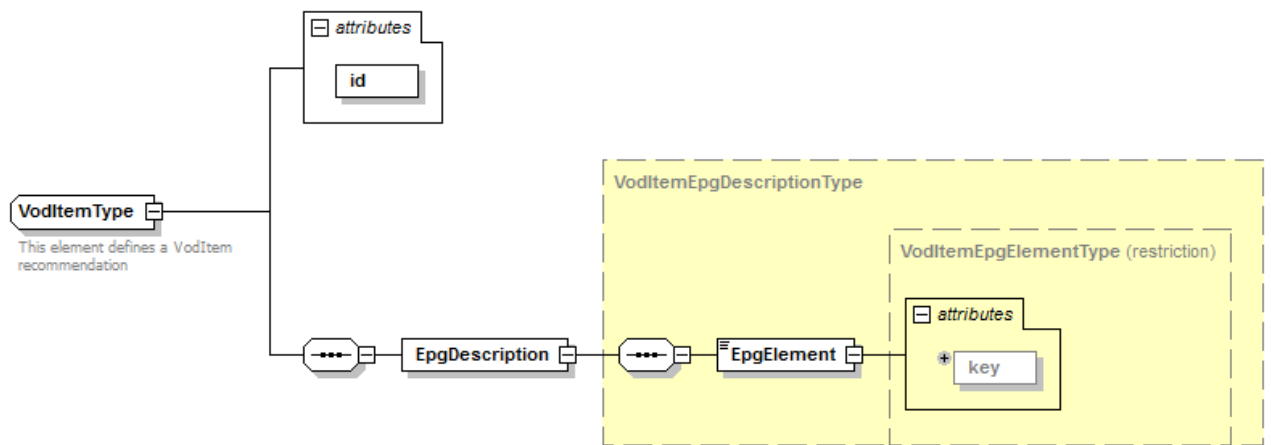 attributes
id
VodItemEpgDescriptionType
VodItemType
This element defines a VodItem
recommendation
VodItemEpgElementType (restriction)
attributes
EpgDescription
EpgElement
key